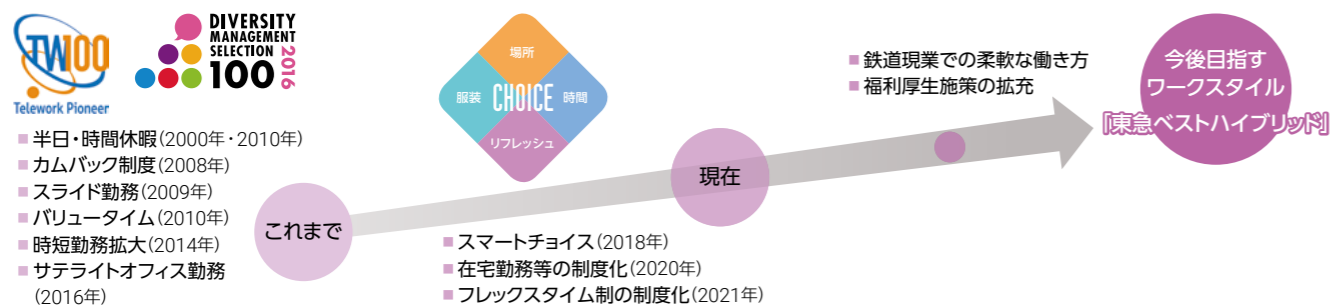 TW100
Telework Pioneer
DIVERSITY
MANAGEMENT
SELECTION
100
2016
■ 半日・時間休暇(2000年・2010年)
■ カムバック制度(2008年)
■ スライド勤務(2009年)
■ バリュータイム(2010年)
■ 時短勤務拡大(2014年)
■ サテライトオフィス勤務
(2016年)
これまで
場所
服装 CHOICE 時間
リフレッシュ
■ スマートチョイス(2018年)
■ 在宅勤務等の制度化(2020年)
■ フレックスタイム制の制度化(2021年)
現在
■ 鉄道現業での柔軟な働き方
■ 福利厚生施策の拡充
今後目指す
ワークスタイル
「東急ベストハイブリッド」